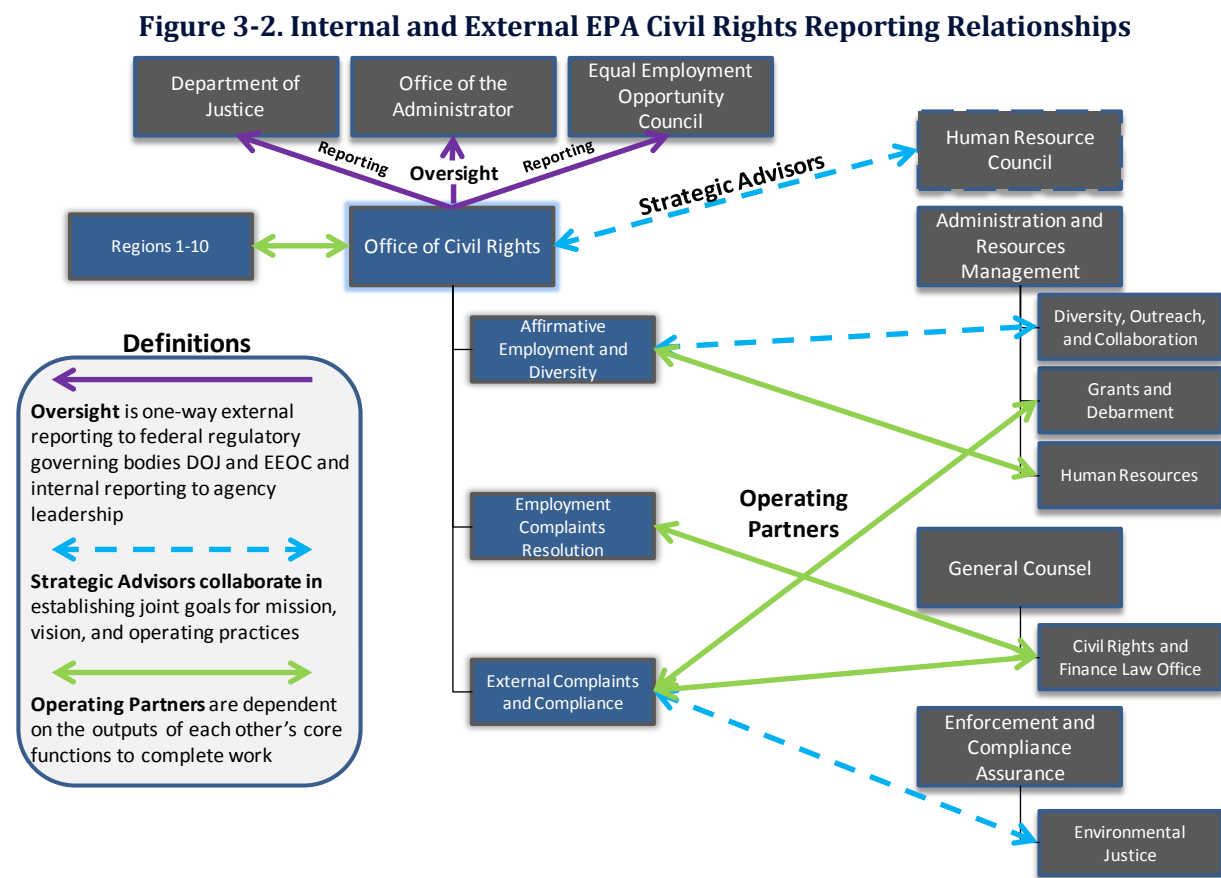 Figure 3-2. Internal and External EPA Civil Rights Reporting Relationships
Department of
Justice
Office of the
Administrator
Equal Employment
Opportunity
Council
Human Resource
Council
Reporting
Oversight
Reporting
Strategic Advisors
Regions 1-10
Office of Civil Rights
Administration and
Resources
Management
Affirmative
Employment and
Diversity
Diversity, Outreach,
and Collaboration
Grants and
Debarment
Human Resources
Definitions
Oversight is one-way external
reporting to federal regulatory
governing bodies DOJ and EEOC and
internal reporting to agency
leadership
Strategic Advisors collaborate in
establishing joint goals for mission,
vision, and operating practices
Operating Partners are dependent
on the outputs of each other's core
functions to complete work
Employment
Complaints
Resolution
Operating
Partners
General Counsel
Civil Rights and
Finance Law Office
External Complaints
and Compliance
Enforcement and
Compliance
Assurance
Environmental
Justice